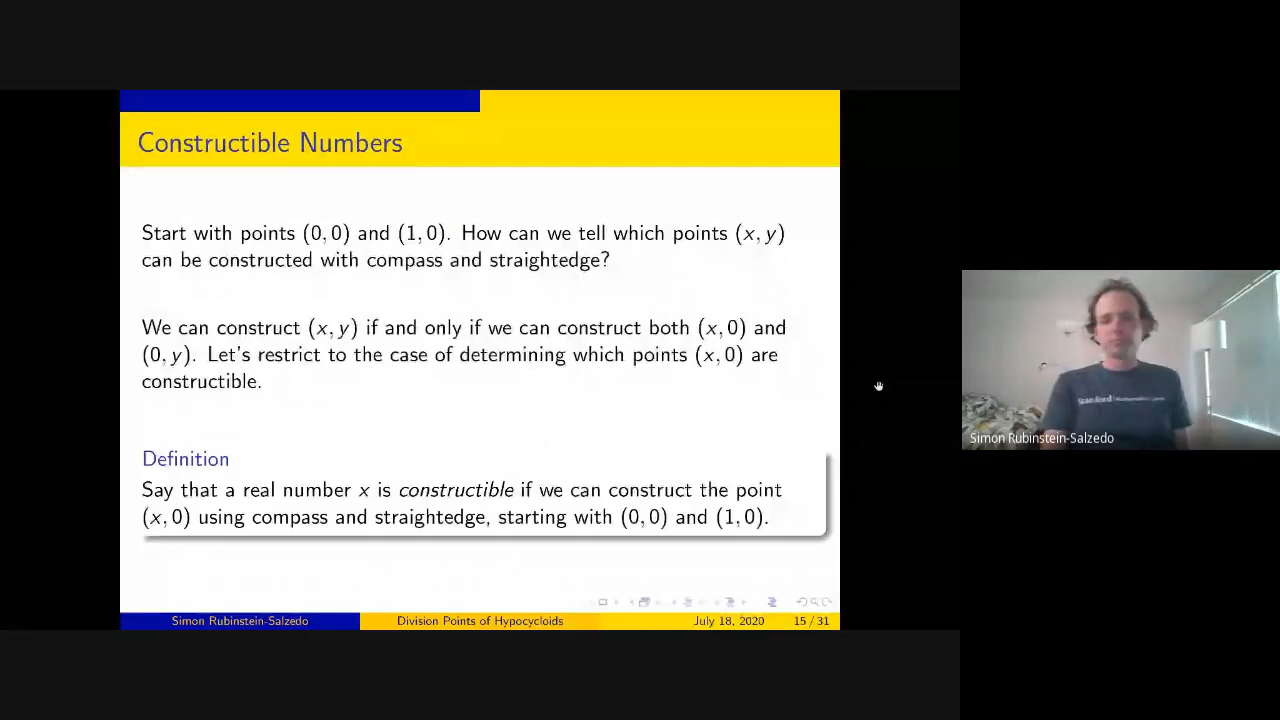 Constructible Numbers
Start with points (0, 0) and (1, 0). How can we tell which points (x, y)
can be constructed with compass and straightedge?
We can construct (x, y) if and only if we can construct both (x, 0) and
(0, y). Let's restrict to the case of determining which points (x, 0) are
constructible.
Definition
Say that a real number x is constructible if we can construct the point
(x, 0) using compass and straightedge, starting with (0, 0) and (1, 0).
Simon Rubinstein-Salzedo
Division Points of Hypocycloids
July 18, 2020
15 / 31
Stanford
Simon Rubinstein-Salzedo